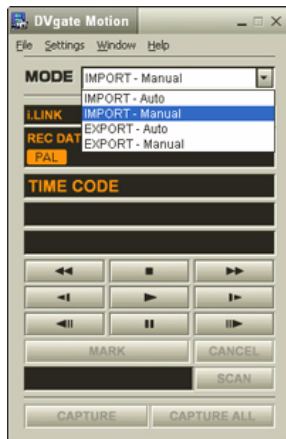 DVgate Motion
File Settings Window Help
MODE IMPORT - Manual
IMPORT - Auto
i.LINK IMPORT - Manual
EXPORT - Auto
REC DAT
EXPORT - Manual
PAL
TIME CODE
MARK CANCEL
SCAN
CAPTURE CAPTURE ALL